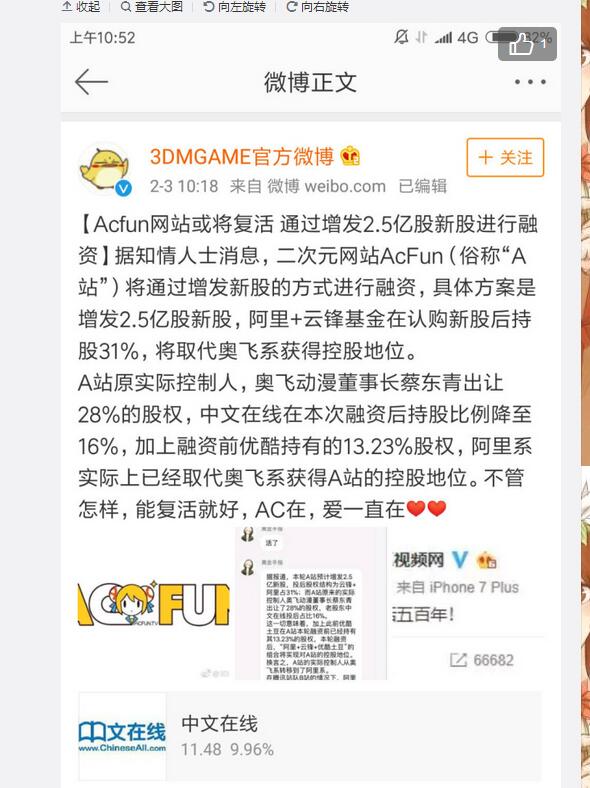 收起 查看大图 向左旋转 向右旋转
上午10:52 4G 32%
1
微博正文
3DMGAME官方微博
+ 关注
2-3 10:18 来自 微博 weibo.com 已编辑
【Acfun网站或将复活 通过增发2.5亿股新股进行融
资】据知情人士消息，二次元网站AcFun（俗称“A
站”）将通过增发新股的方式进行融资，具体方案是
增发2.5亿股新股，阿里+云锋基金在认购新股后持
股31%，将取代奥飞系获得控股地位。
A站原实际控制人，奥飞动漫董事长蔡东青出让
28%的股权，中文在线在本次融资后持股比例降至
16%，加上融资前优酷持有的13.23%股权，阿里系
实际上已经取代奥飞系获得A站的控股地位。不管
怎样，能复活就好，AC在，爱一直在❤❤
ACFUN
ACFUN.TV
活了
据报道，本轮A站预计增发2.5
亿新股，投后股权结构为云锋+
阿里占31%；而A站原来的实际
控制人奥飞动漫董事长蔡东青
出让了28%的股权，老股东中
文在线投后占比16%。
这一切意味着，加上此前优酷
土豆在A站本轮融资前已经持有
其13.23%的股权，本轮融资
后，“阿里+云锋+优酷土豆”的
组合将实现对A站的控股地位。
换言之，A站的实际控制人从奥
飞系转移到了阿里系。
在腾讯站队B站的情况下，阿里
视频网
来自 iPhone 7 Plus
五百年！
66682
中文在线
www.ChineseAll.com
中文在线
11.48 9.96%